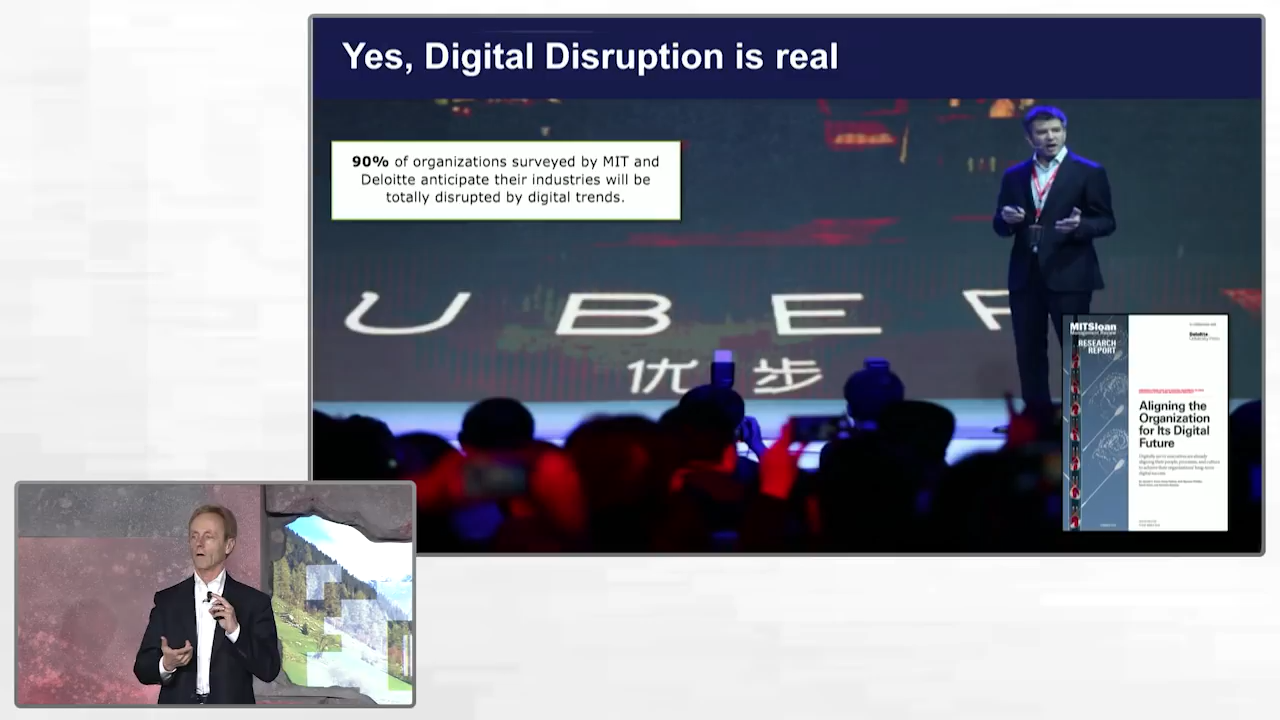 Yes, Digital Disruption is real
90% of organizations surveyed by MIT and
Deloitte anticipate their industries will be
totally disrupted by digital trends.
UBER
优步
MITSloan
Management Review
RESEARCH
REPORT
Deloitte
University Press
Aligning the
Organization
for Its Digital
Future